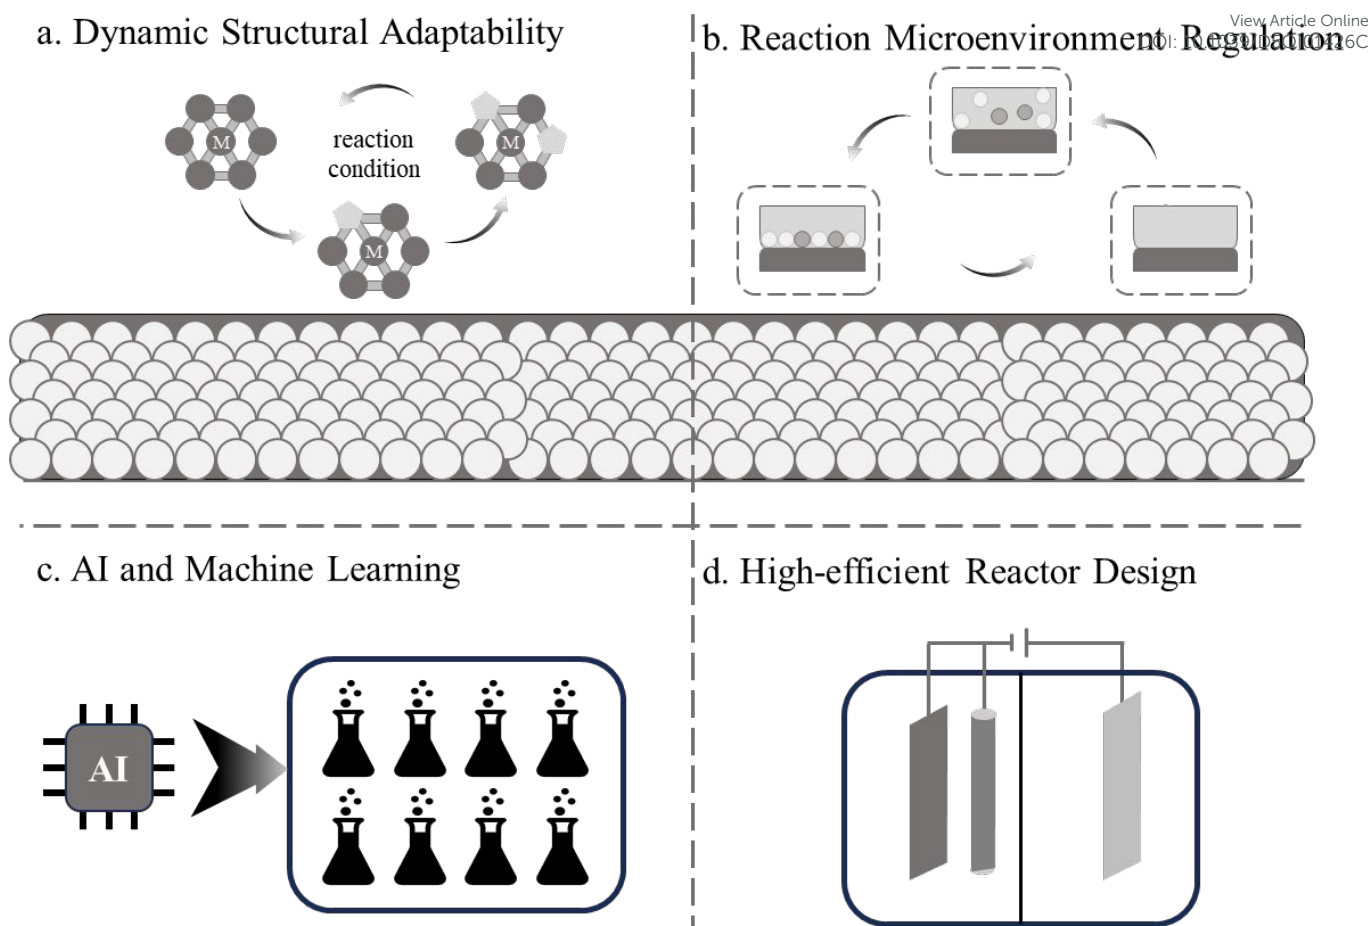 View Article Online
a. Dynamic Structural Adaptability
b. Reaction Microenvironment Regulation
DOI:
reaction
condition
M
M
M
c. AI and Machine Learning
d. High-efficient Reactor Design
AI